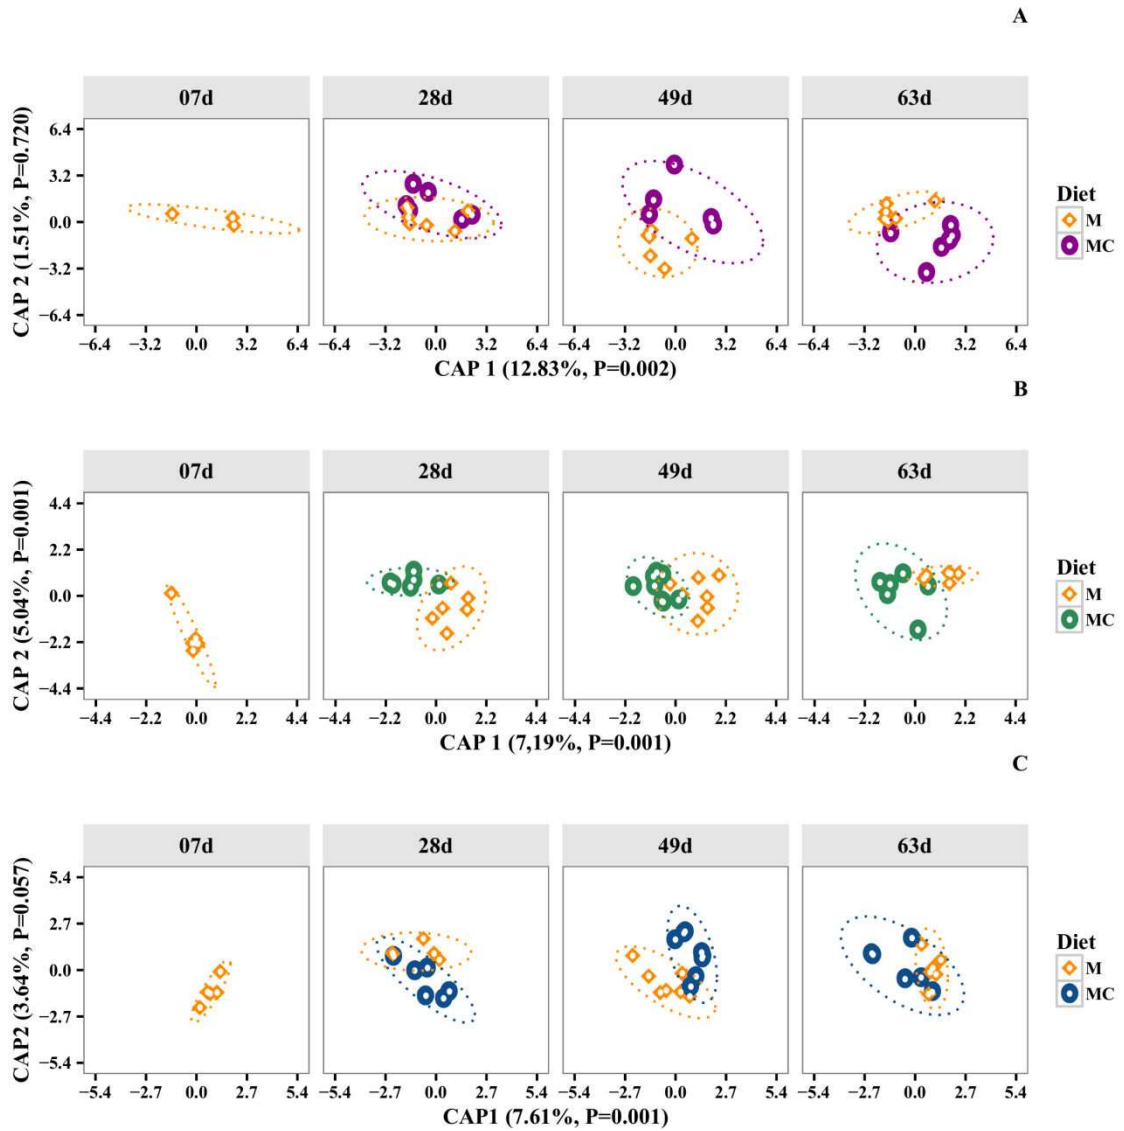 A
07d 28d 49d 63d
CAP 2 (1.51%, P=0.720)
6.4
3.2
0.0
−3.2
−6.4
−6.4 −3.2 0.0 3.2 6.4 −6.4 −3.2 0.0 3.2 6.4 −6.4 −3.2 0.0 3.2 6.4 −6.4 −3.2 0.0 3.2 6.4
CAP 1 (12.83%, P=0.002)
Diet
M
MC
B
07d 28d 49d 63d
CAP 2 (5.04%, P=0.001)
4.4
2.2
0.0
−2.2
−4.4
−4.4 −2.2 0.0 2.2 4.4 −4.4 −2.2 0.0 2.2 4.4 −4.4 −2.2 0.0 2.2 4.4 −4.4 −2.2 0.0 2.2 4.4
CAP 1 (7,19%, P=0.001)
Diet
M
MC
C
07d 28d 49d 63d
CAP2 (3.64%, P=0.057)
5.4
2.7
0.0
−2.7
−5.4
−5.4 −2.7 0.0 2.7 5.4 −5.4 −2.7 0.0 2.7 5.4 −5.4 −2.7 0.0 2.7 5.4 −5.4 −2.7 0.0 2.7 5.4
CAP1 (7.61%, P=0.001)
Diet
M
MC